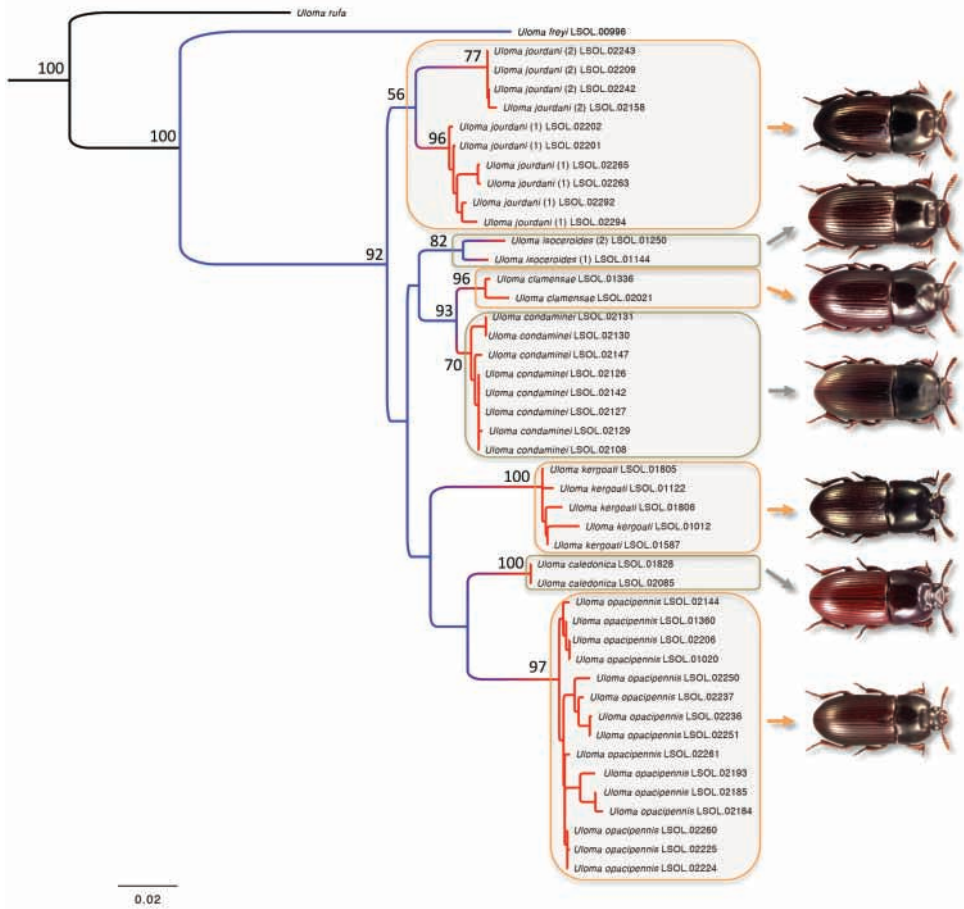 Uloma rufa
Uloma freyi LSOL.00996
100
100
92
56
77
Uloma jourdani (2) LSOL.02243
Uloma jourdani (2) LSOL.02209
Uloma jourdani (2) LSOL.02242
Uloma jourdani (2) LSOL.02158
96
Uloma jourdani (1) LSOL.02202
Uloma jourdani (1) LSOL.02201
Uloma jourdani (1) LSOL.02265
Uloma jourdani (1) LSOL.02263
Uloma jourdani (1) LSOL.02292
Uloma jourdani (1) LSOL.02294
82
Uloma isoceroides (2) LSOL.01250
Uloma isoceroides (1) LSOL.01144
96
Uloma clamensae LSOL.01336
Uloma clamensae LSOL.02021
93
70
Uloma condaminei LSOL.02131
Uloma condaminei LSOL.02130
Uloma condaminei LSOL.02147
Uloma condaminei LSOL.02126
Uloma condaminei LSOL.02142
Uloma condaminei LSOL.02127
Uloma condaminei LSOL.02129
Uloma condaminei LSOL.02108
100
Uloma kergoati LSOL.01805
Uloma kergoati LSOL.01122
Uloma kergoati LSOL.01806
Uloma kergoati LSOL.01012
Uloma kergoati LSOL.01587
100
Uloma caledonica LSOL.01828
Uloma caledonica LSOL.02085
97
Uloma opacipennis LSOL.02144
Uloma opacipennis LSOL.01360
Uloma opacipennis LSOL.02206
Uloma opacipennis LSOL.01020
Uloma opacipennis LSOL.02250
Uloma opacipennis LSOL.02237
Uloma opacipennis LSOL.02236
Uloma opacipennis LSOL.02251
Uloma opacipennis LSOL.02261
Uloma opacipennis LSOL.02193
Uloma opacipennis LSOL.02185
Uloma opacipennis LSOL.02184
Uloma opacipennis LSOL.02260
Uloma opacipennis LSOL.02225
Uloma opacipennis LSOL.02224
0.02